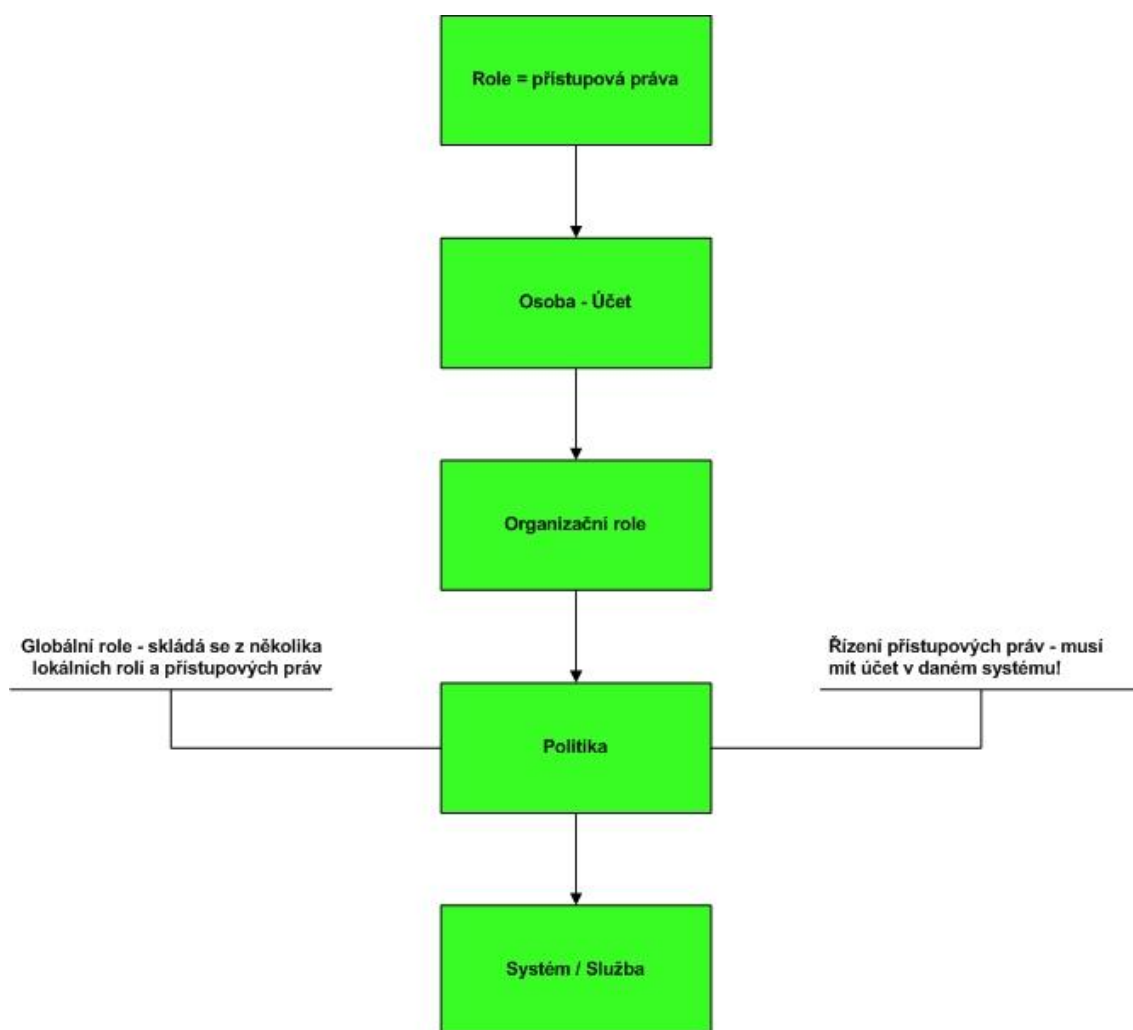 Role = přístupová práva
Osoba - Účet
Organizační role
Globální role - skládá se z několika
lokálních rolí a přístupových práv
Řízení přístupových práv - musí
mít účet v daném systému!
Politika
Systém / Služba